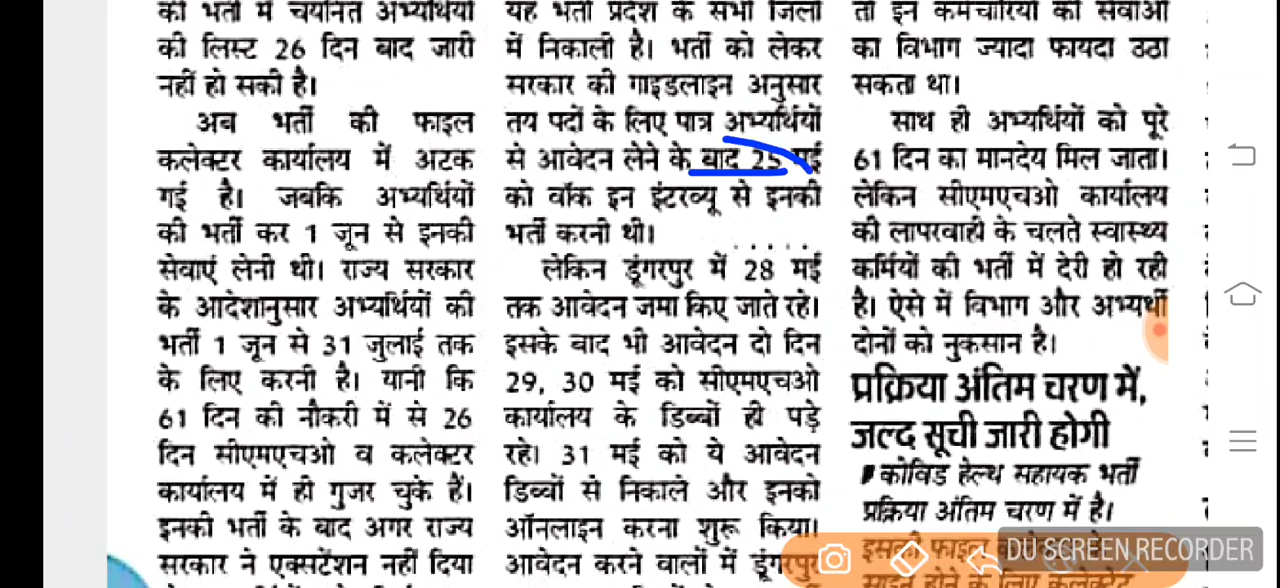 की भर्ती में चयनित अभ्यर्थियों
की लिस्ट 26 दिन बाद जारी
नहीं हो सकी है।
अब भर्ती की फाइल
कलेक्टर कार्यालय में अटक
गई है। जबकि अभ्यर्थियों
की भर्ती कर 1 जून से इनकी
सेवाएं लेनी थी। राज्य सरकार
के आदेशानुसार अभ्यर्थियों की
भर्ती 1 जून से 31 जुलाई तक
के लिए करनी है। यानी कि
61 दिन की नौकरी में से 26
दिन सीएमएचओ व कलेक्टर
कार्यालय में ही गुजर चुके हैं।
इनकी भर्ती के बाद अगर राज्य
सरकार ने एक्सटेंशन नहीं दिया
यह भर्ती प्रदेश के सभी जिलों
में निकाली है। भर्ती को लेकर
सरकार की गाइडलाइन अनुसार
तय पदों के लिए पात्र अभ्यर्थियों
से आवेदन लेने के बाद 25 मई
को वॉक इन इंटरव्यू से इनकी
भर्ती करनी थी।
लेकिन डूंगरपुर में 28 मई
तक आवेदन जमा किए जाते रहे।
इसके बाद भी आवेदन दो दिन
29, 30 मई को सीएमएचओ
कार्यालय के डिब्बों ही पड़े
रहे। 31 मई को ये आवेदन
डिब्बों से निकाले और इनको
ऑनलाइन करना शुरू किया।
आवेदन करने वालों में डूंगरपुर
तो इन कर्मचारियों की सेवाओं
का विभाग ज्यादा फायदा उठा
सकता था।
साथ ही अभ्यर्थियों को पूरे
61 दिन का मानदेय मिल जाता।
लेकिन सीएमएचओ कार्यालय
की लापरवाही के चलते स्वास्थ्य
कर्मियों की भर्ती में देरी हो रही
है। ऐसे में विभाग और अभ्यर्थी
दोनों को नुकसान है।
प्रक्रिया अंतिम चरण में,
जल्द सूची जारी होगी
कोविड हेल्थ सहायक भर्ती
प्रक्रिया अंतिम चरण में है।
इसकी फाइल
साइन होने के लिए कलेक्टर
DU SCREEN RECORDER